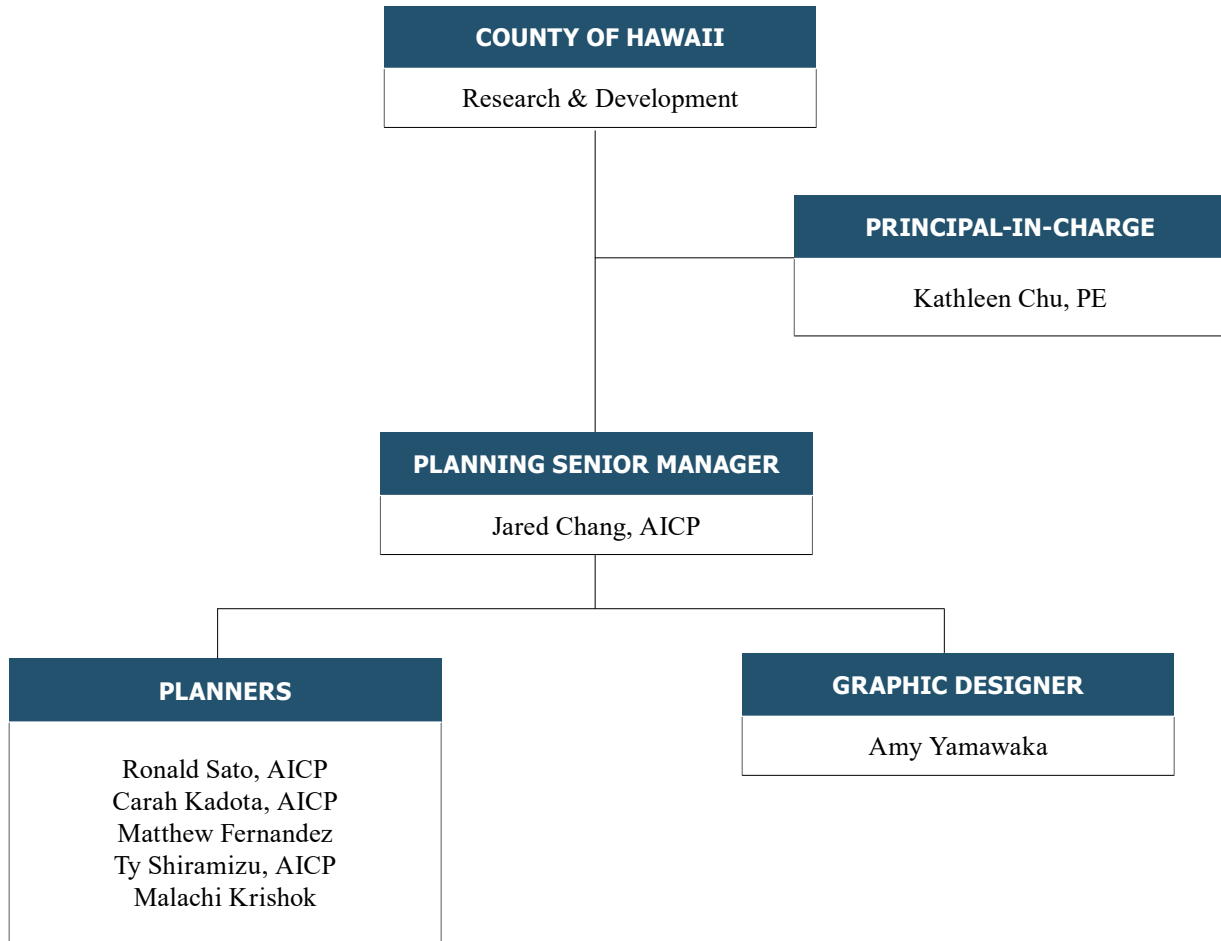 COUNTY OF HAWAII
Research & Development
PRINCIPAL-IN-CHARGE
Kathleen Chu, PE
PLANNING SENIOR MANAGER
Jared Chang, AICP
PLANNERS
Ronald Sato, AICP
Carah Kadota, AICP
Matthew Fernandez
Ty Shiramizu, AICP
Malachi Krishok
GRAPHIC DESIGNER
Amy Yamawaka